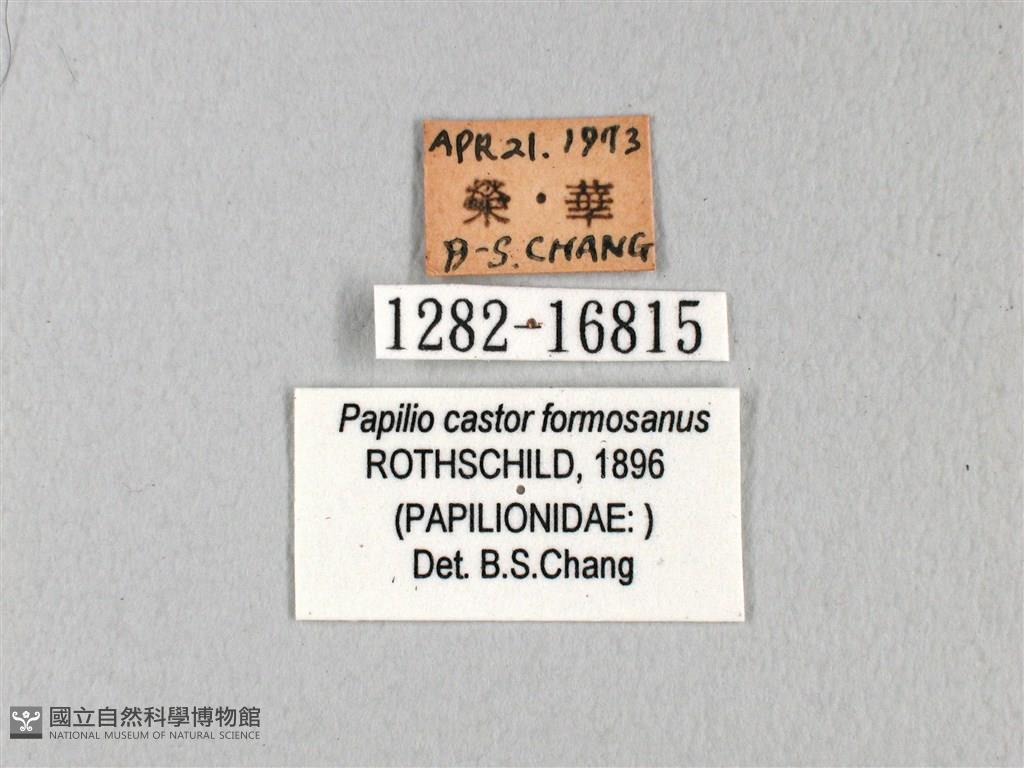 APR 21. 1973
榮・華
B-S. CHANG
1282-16815
Papilio castor formosanus
ROTHSCHILD, 1896
(PAPILIONIDAE: )
Det. B.S.Chang
國立自然科學博物館
NATIONAL MUSEUM OF NATURAL SCIENCE